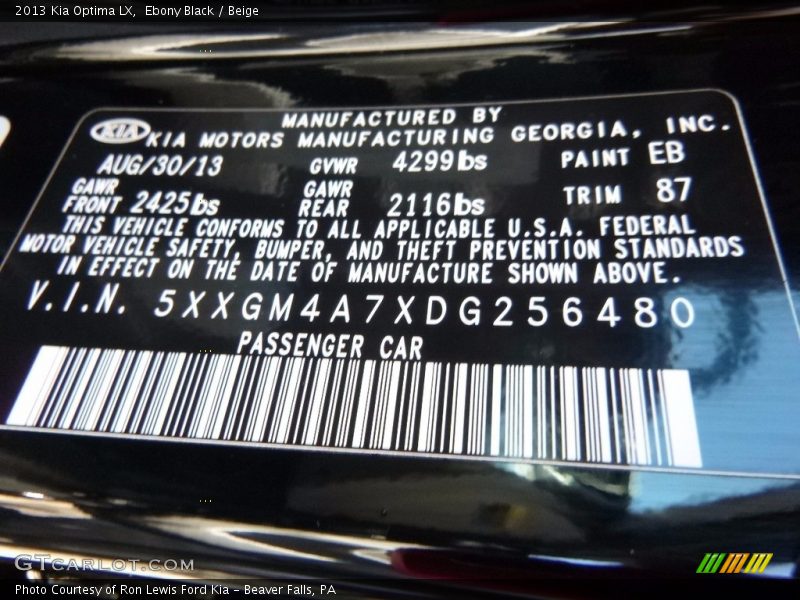 2013 Kia Optima LX, Ebony Black / Beige
MANUFACTURED BY
KIA KIA MOTORS MANUFACTURING GEORGIA, INC.
AUG/30/13 GVWR 4299lbs PAINT EB
GAWR FRONT 2425lbs GAWR REAR 2116lbs TRIM 87
THIS VEHICLE CONFORMS TO ALL APPLICABLE U.S.A. FEDERAL
MOTOR VEHICLE SAFETY, BUMPER, AND THEFT PREVENTION STANDARDS
IN EFFECT ON THE DATE OF MANUFACTURE SHOWN ABOVE.
V.I.N. 5XXGM4A7XDG256480
PASSENGER CAR
GTCARLOT.COM
Photo Courtesy of Ron Lewis Ford Kia - Beaver Falls, PA